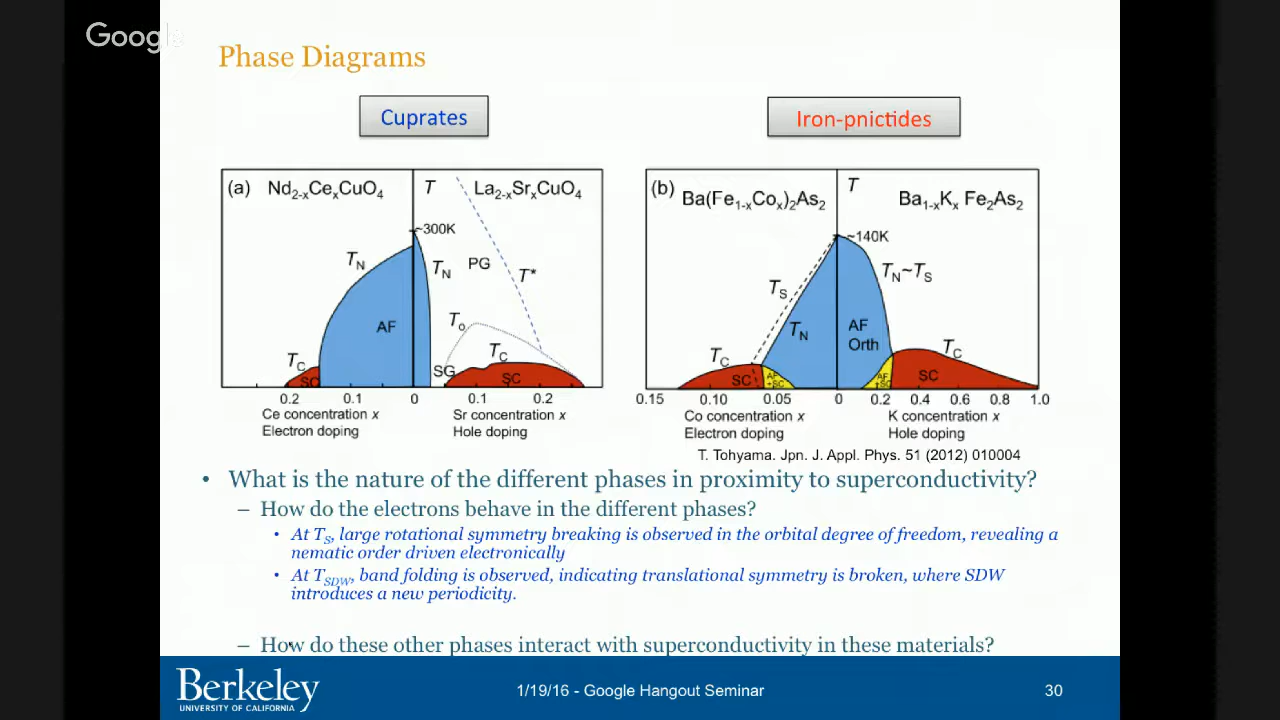 Google
Phase Diagrams
Cuprates
Iron-pnictides
(a) Nd2-xCexCuO4
T
La2-xSrxCuO4
~300K
TN
TN
PG
T*
AF
To
TC
TC
SG
SC
SC
0.2 0.1 0 0.1 0.2
Ce concentration x
Electron doping
Sr concentration x
Hole doping
(b) Ba(Fe1-xCox)2As2
T
Ba1-xKx Fe2As2
~140K
TS
TN~TS
TN
AF
Orth
TC
TC
SC
AF
+SC
AF
+SC
SC
0.15 0.10 0.05 0 0.2 0.4 0.6 0.8 1.0
Co concentration x
Electron doping
K concentration x
Hole doping
T. Tohyama. Jpn. J. Appl. Phys. 51 (2012) 010004
• What is the nature of the different phases in proximity to superconductivity?
– How do the electrons behave in the different phases?
• At TS, large rotational symmetry breaking is observed in the orbital degree of freedom, revealing a
nematic order driven electronically
• At TSDW, band folding is observed, indicating translational symmetry is broken, where SDW
introduces a new periodicity.
– How do these other phases interact with superconductivity in these materials?
Berkeley
UNIVERSITY OF CALIFORNIA
1/19/16 - Google Hangout Seminar
30